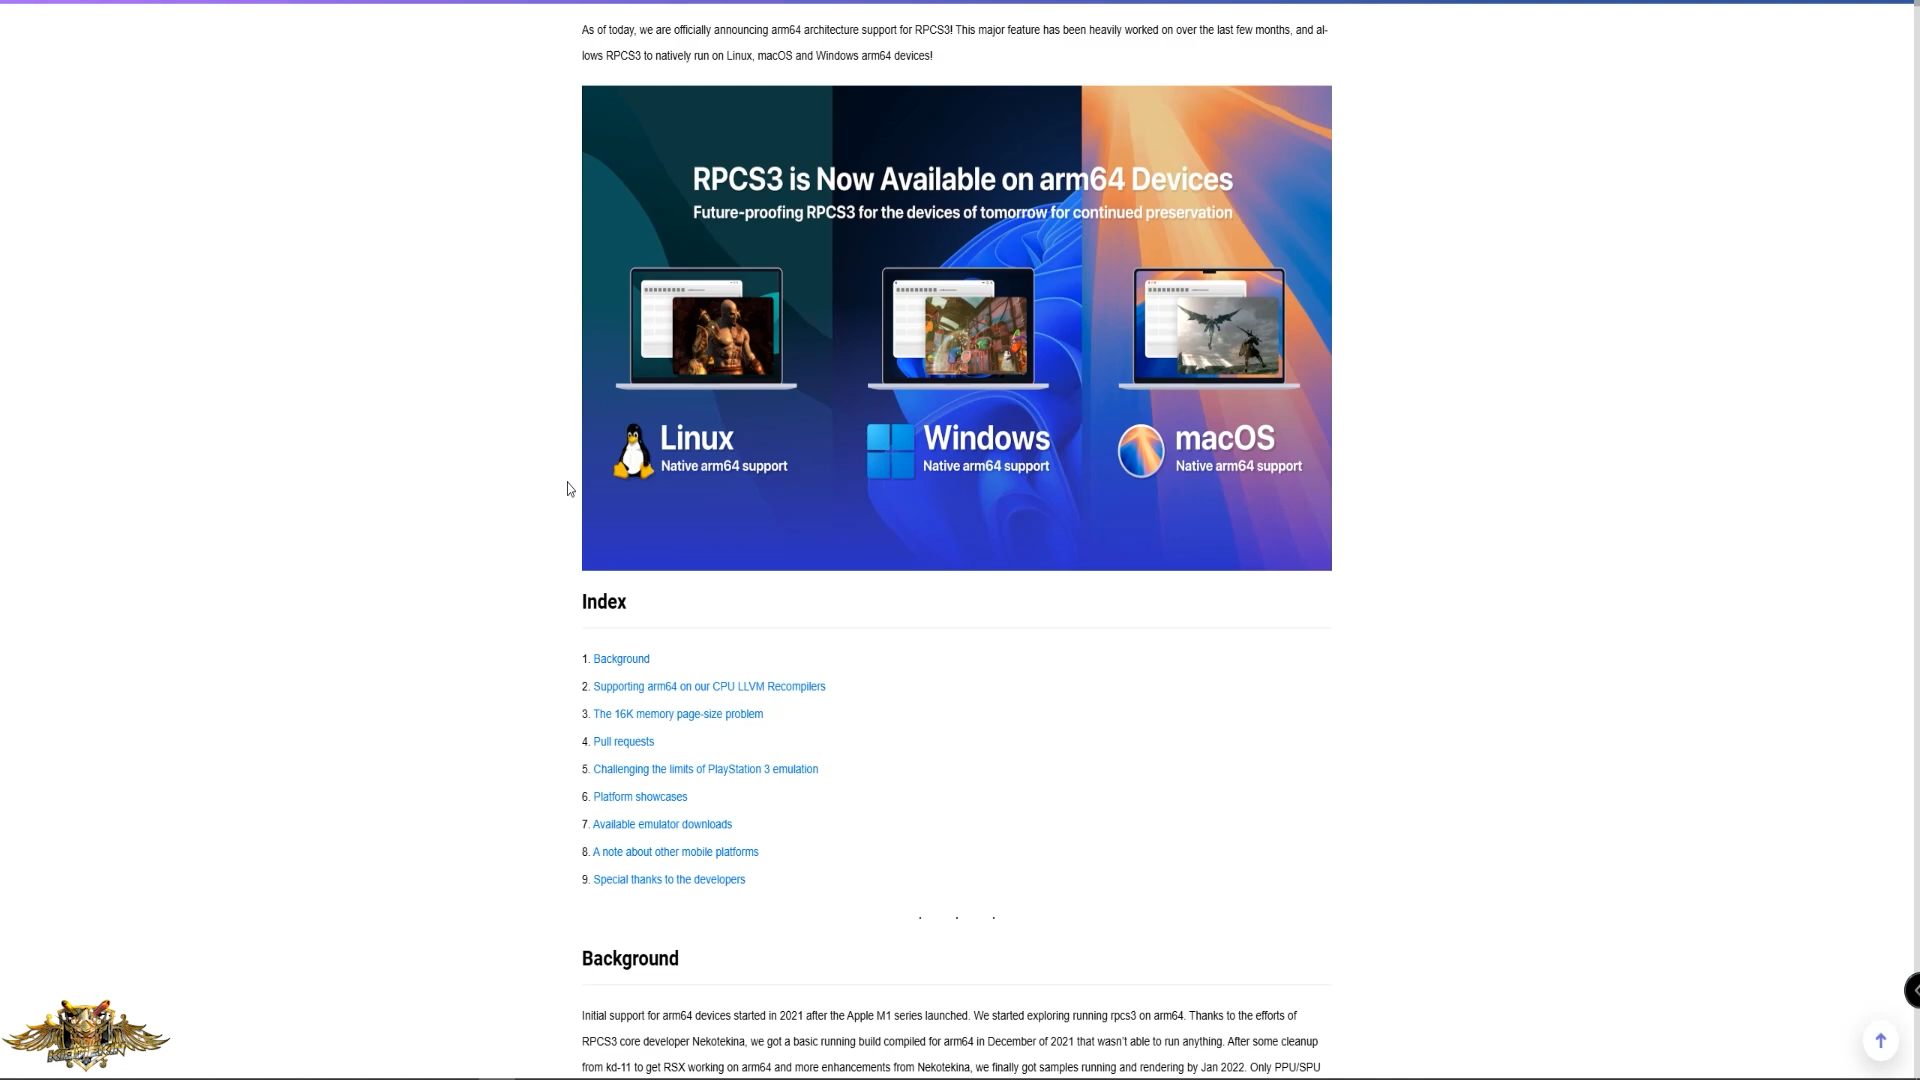 As of today, we are officially announcing arm64 architecture support for RPCS3! This major feature has been heavily worked on over the last few months, and al-
lows RPCS3 to natively run on Linux, macOS and Windows arm64 devices!
RPCS3 is Now Available on arm64 Devices
Future-proofing RPCS3 for the devices of tomorrow for continued preservation
Linux
Native arm64 support
Windows
Native arm64 support
macOS
Native arm64 support
Index
1. Background
2. Supporting arm64 on our CPU LLVM Recompilers
3. The 16K memory page-size problem
4. Pull requests
5. Challenging the limits of PlayStation 3 emulation
6. Platform showcases
7. Available emulator downloads
8. A note about other mobile platforms
9. Special thanks to the developers
. . .
Background
Initial support for arm64 devices started in 2021 after the Apple M1 series launched. We started exploring running rpcs3 on arm64. Thanks to the efforts of
RPCS3 core developer Nekotekina, we got a basic running build compiled for arm64 in December of 2021 that wasn't able to run anything. After some cleanup
from kd-11 to get RSX working on arm64 and more enhancements from Nekotekina, we finally got samples running and rendering by Jan 2022. Only PPU/SPU